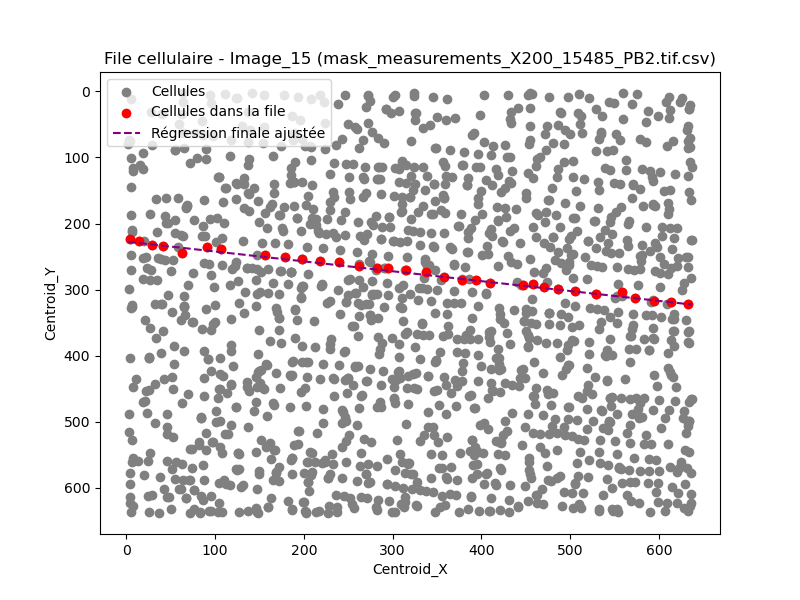 File cellulaire - Image_15 (mask_measurements_X200_15485_PB2.tif.csv)
Cellules
Cellules dans la file
Régression finale ajustée
Centroid_Y
0
100
200
300
400
500
600
0 100 200 300 400 500 600
Centroid_X